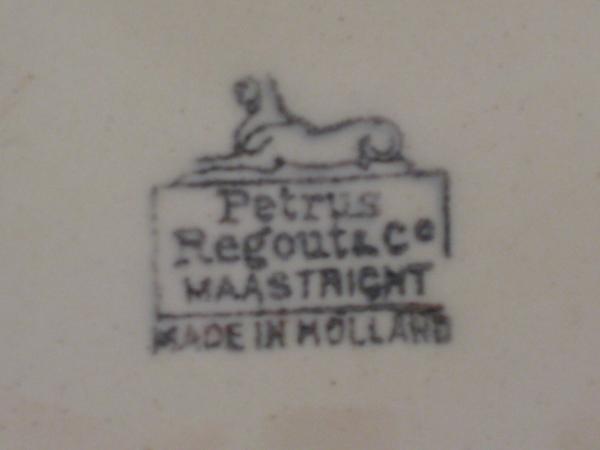 Petrus
Regout & Co
MAASTRICHT
MADE IN HOLLAND